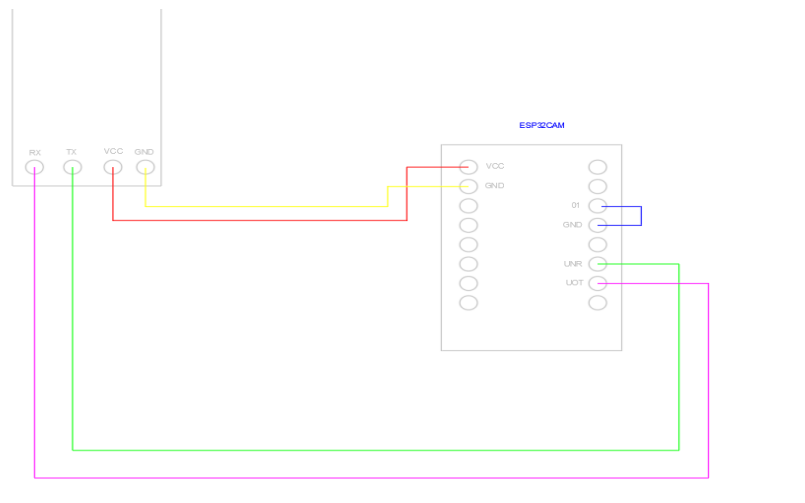 ESP32CAM
RX TX VCC GND
VCC
GND
01
GND
UNR
UOT